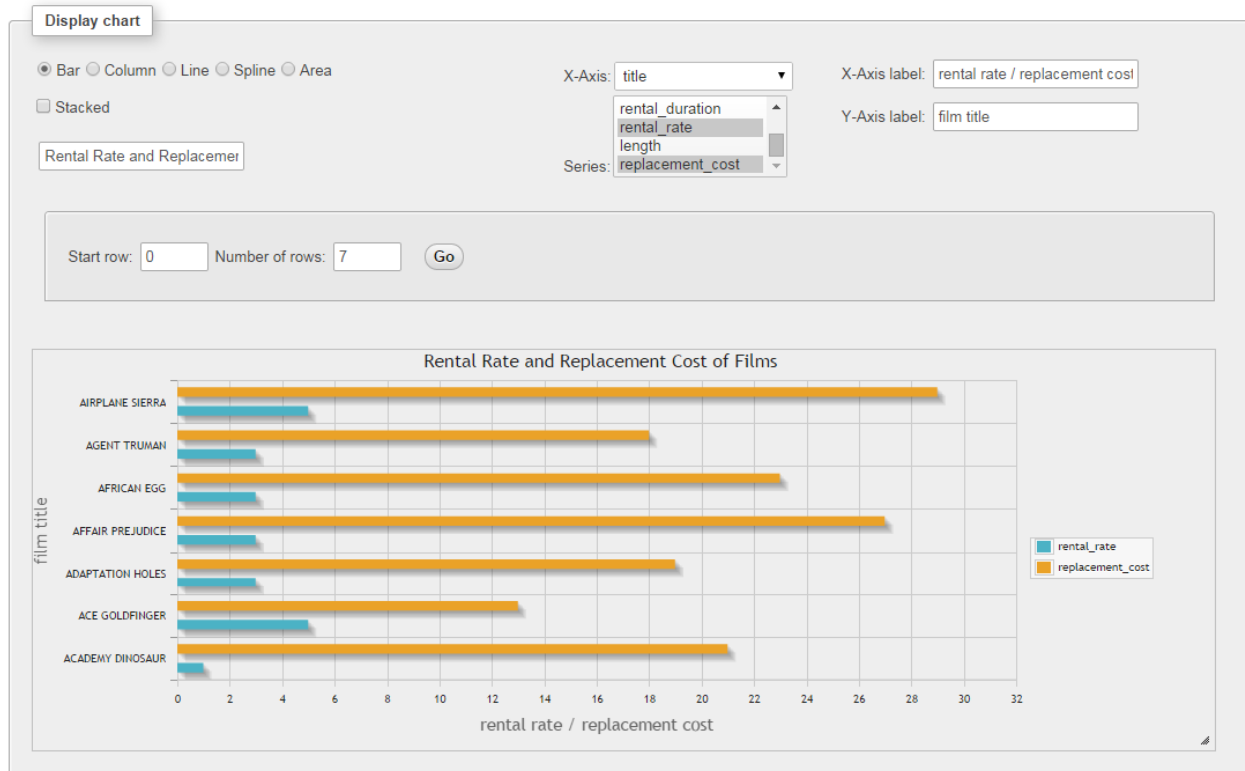 Display chart
Bar Column Line Spline Area
Stacked
Rental Rate and Replacemer
X-Axis: title
rental_duration
rental_rate
length
Series: replacement_cost
X-Axis label: rental rate / replacement cost
Y-Axis label: film title
Start row: 0 Number of rows: 7 Go
Rental Rate and Replacement Cost of Films
film title
AIRPLANE SIERRA
AGENT TRUMAN
AFRICAN EGG
AFFAIR PREJUDICE
ADAPTATION HOLES
ACE GOLDFINGER
ACADEMY DINOSAUR
0 2 4 6 8 10 12 14 16 18 20 22 24 26 28 30 32
rental rate / replacement cost
rental_rate
replacement_cost